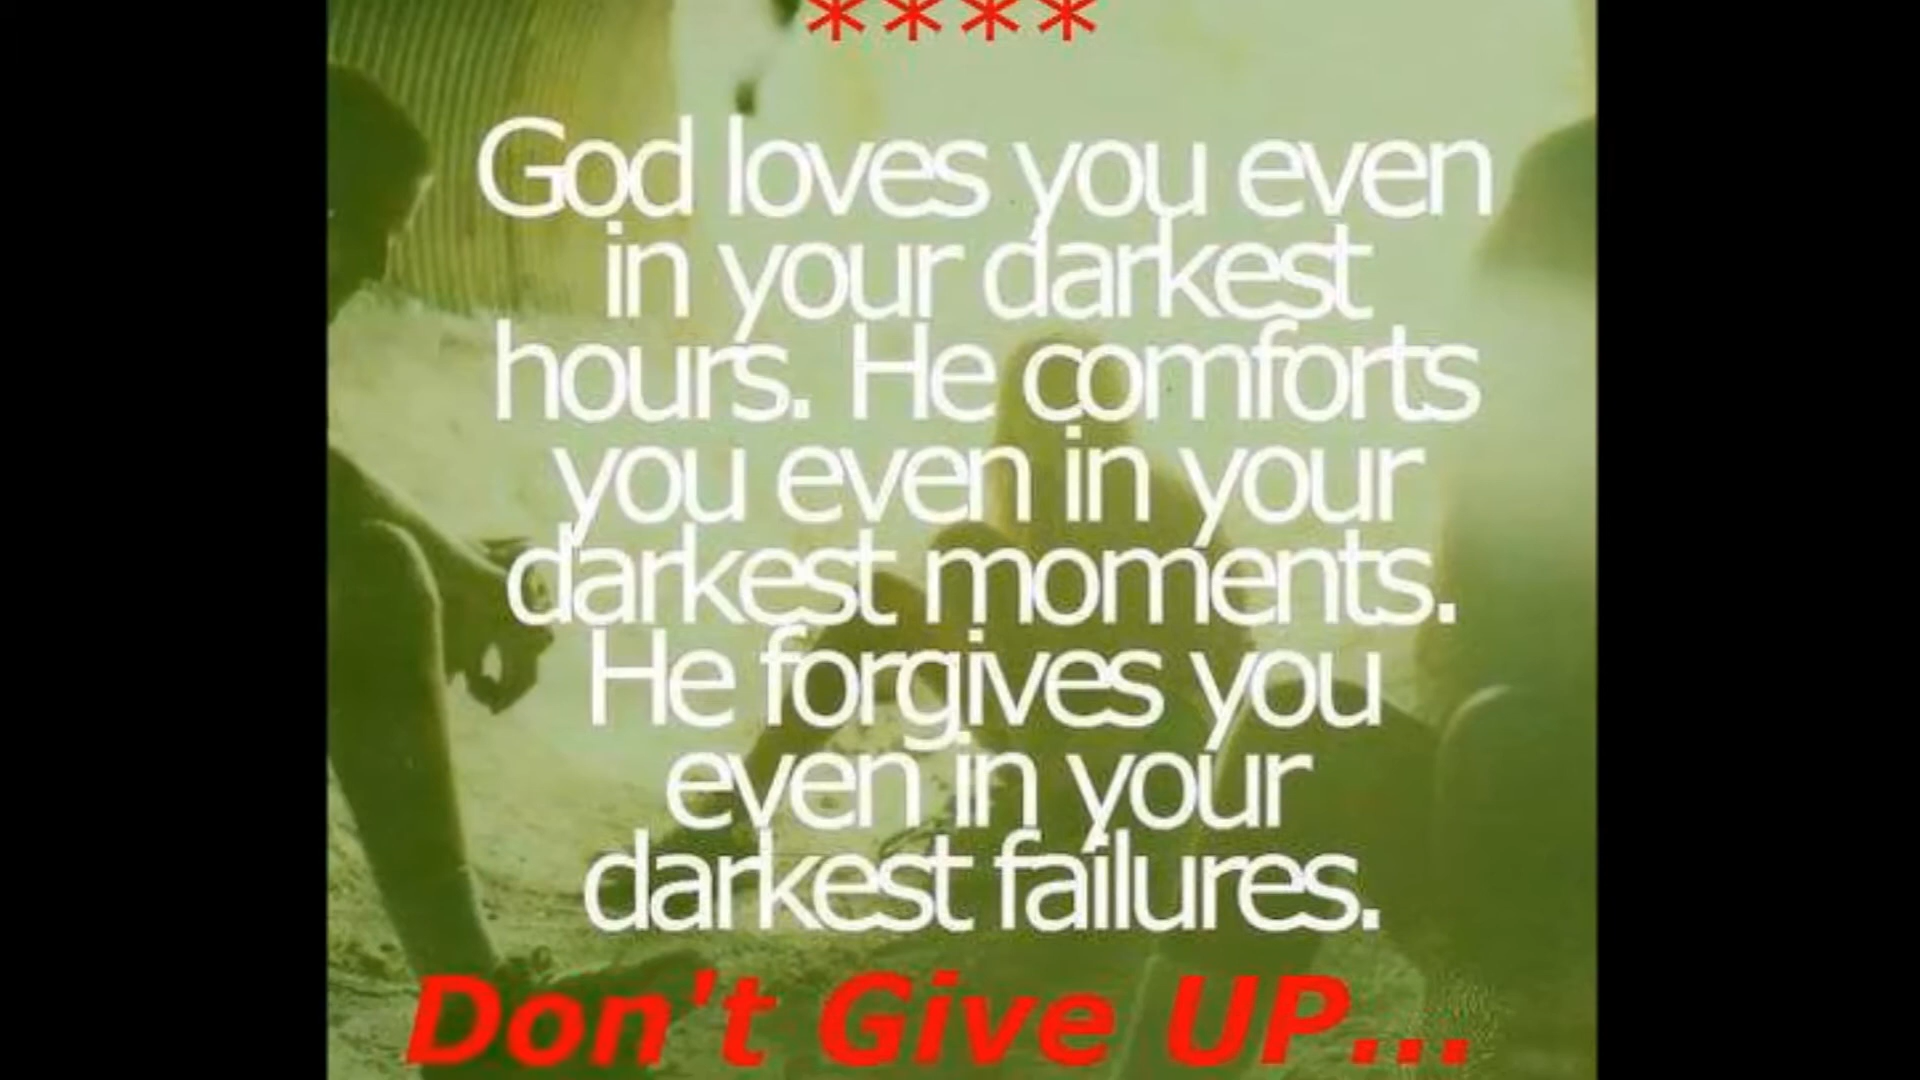 ****
God loves you even
in your darkest
hours. He comforts
you even in your
darkest moments.
He forgives you
even in your
darkest failures.
Don't Give UP...